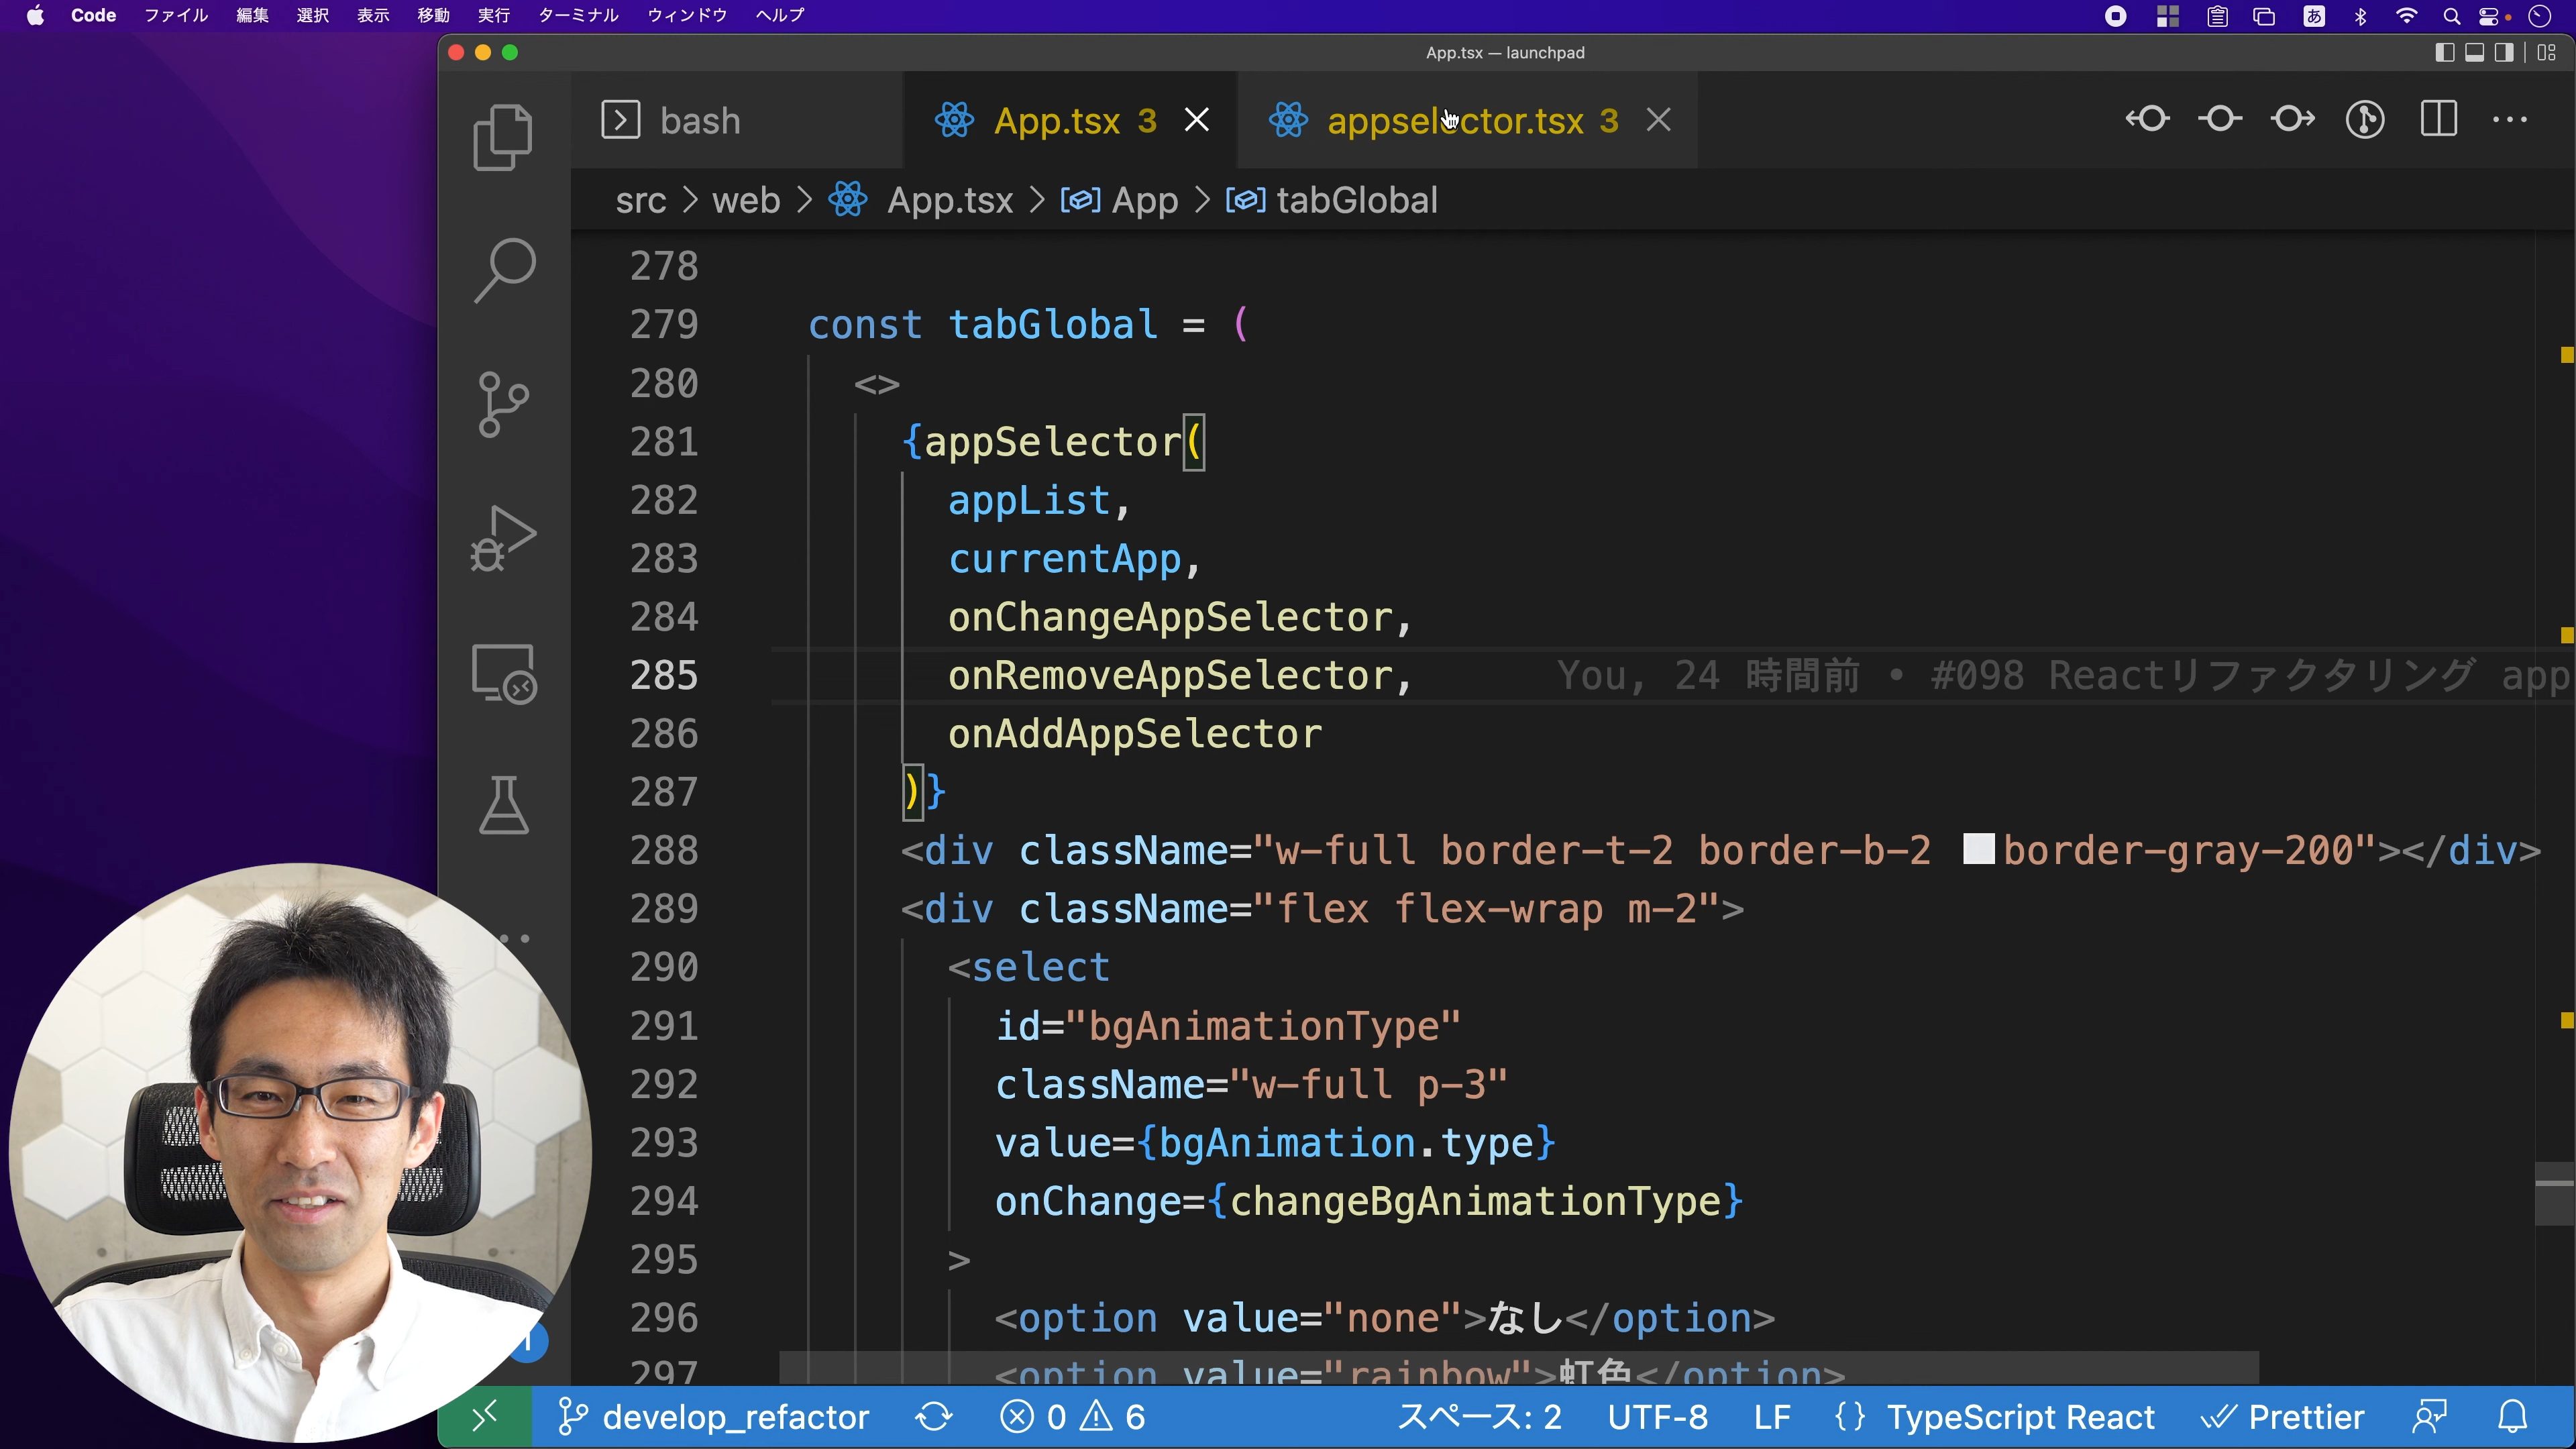 Code ファイル 編集 選択 表示 移動 実行 ターミナル ウィンドウ ヘルプ あ
App.tsx — launchpad
bash App.tsx 3 appselector.tsx 3
src > web > App.tsx > App > tabGlobal
278
279 const tabGlobal = (
280 <>
281 {appSelector(
282 appList,
283 currentApp,
284 onChangeAppSelector,
285 onRemoveAppSelector, You, 24 時間前 • #098 Reactリファクタリング app
286 onAddAppSelector
287 )}
288 <div className="w-full border-t-2 border-b-2 border-gray-200"></div>
289 <div className="flex flex-wrap m-2">
290 <select
291 id="bgAnimationType"
292 className="w-full p-3"
293 value={bgAnimation.type}
294 onChange={changeBgAnimationType}
295 >
296 <option value="none">なし</option>
297 <option value="rainbow">虹色</option>
develop_refactor 0 6 スペース: 2 UTF-8 LF {} TypeScript React Prettier